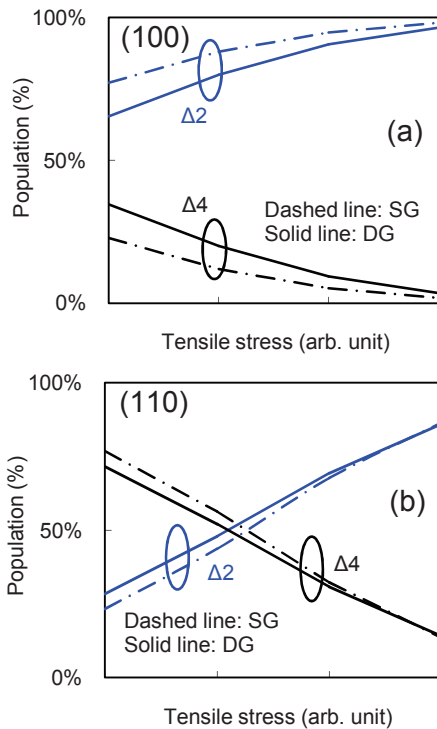 100%
(100)
Δ2
Population (%)
50%
(a)
Δ4
Dashed line: SG
Solid line: DG
0%
Tensile stress (arb. unit)
100%
(110)
Population (%)
50%
(b)
Δ2
Δ4
Dashed line: SG
Solid line: DG
0%
Tensile stress (arb. unit)